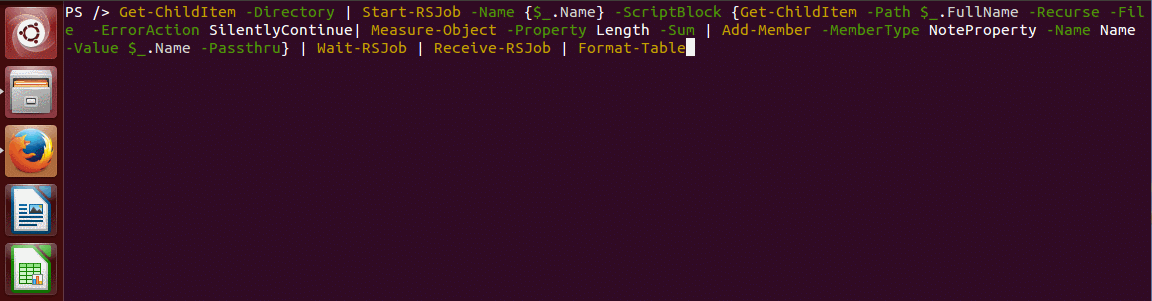 PS /> Get-ChildItem -Directory | Start-RSJob -Name {$_.Name} -ScriptBlock {Get-ChildItem -Path $_.FullName -Recurse -Fil
e  -ErrorAction SilentlyContinue| Measure-Object -Property Length -Sum | Add-Member -MemberType NoteProperty -Name Name
-Value $_.Name -Passthru} | Wait-RSJob | Receive-RSJob | Format-Table